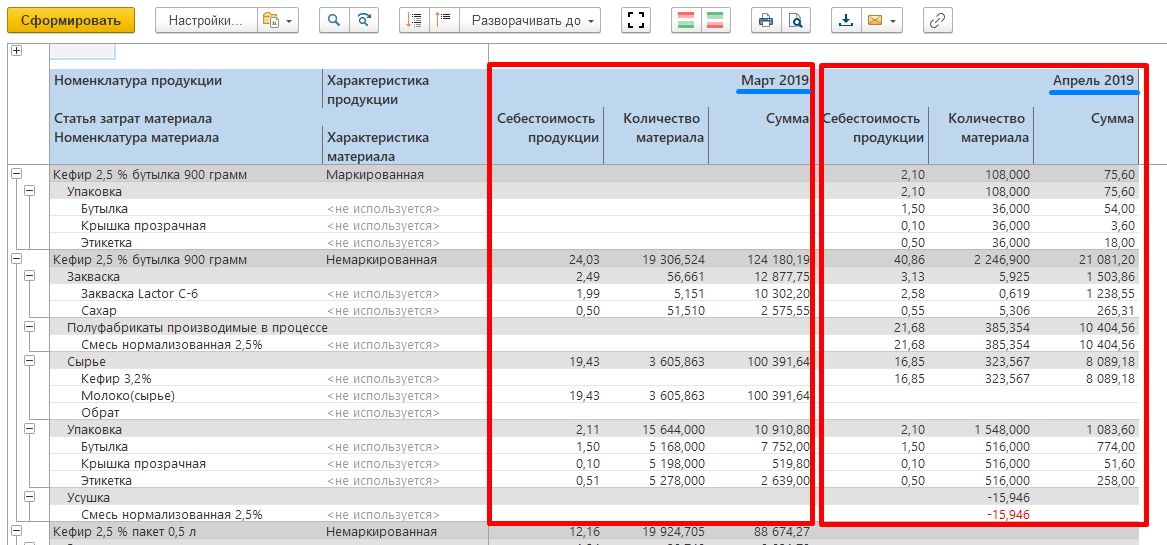 Сформировать Настройки... Разворачивать до
Номенклатура продукции Характеристика продукции Март 2019 Апрель 2019
Статья затрат материала Себестоимость продукции Количество материала Сумма Себестоимость продукции Количество материала Сумма
Номенклатура материала Характеристика материала
Кефир 2,5 % бутылка 900 грамм Маркированная 2,10 108,000 75,60
Упаковка 2,10 108,000 75,60
Бутылка <не используется> 1,50 36,000 54,00
Крышка прозрачная <не используется> 0,10 36,000 3,60
Этикетка <не используется> 0,50 36,000 18,00
Кефир 2,5 % бутылка 900 грамм Немаркированная 24,03 19 306,524 124 180,19 40,86 2 246,900 21 081,20
Закваска 2,49 56,661 12 877,75 3,13 5,925 1 503,86
Закваска Lactor С-6 <не используется> 1,99 5,151 10 302,20 2,58 0,619 1 238,55
Сахар <не используется> 0,50 51,510 2 575,55 0,55 5,306 265,31
Полуфабрикаты производимые в процессе 21,68 385,354 10 404,56
Смесь нормализованная 2,5% <не используется> 21,68 385,354 10 404,56
Сырье 19,43 3 605,863 100 391,64 16,85 323,567 8 089,18
Кефир 3,2% <не используется> 16,85 323,567 8 089,18
Молоко(сырье) <не используется> 19,43 3 605,863 100 391,64
Обрат <не используется>
Упаковка 2,11 15 644,000 10 910,80 2,10 1 548,000 1 083,60
Бутылка <не используется> 1,50 5 168,000 7 752,00 1,50 516,000 774,00
Крышка прозрачная <не используется> 0,10 5 198,000 519,80 0,10 516,000 51,60
Этикетка <не используется> 0,51 5 278,000 2 639,00 0,50 516,000 258,00
Усушка -15,946
Смесь нормализованная 2,5% <не используется> -15,946
Кефир 2,5 % пакет 0,5 л Немаркированная 12,16 19 924,705 88 674,27